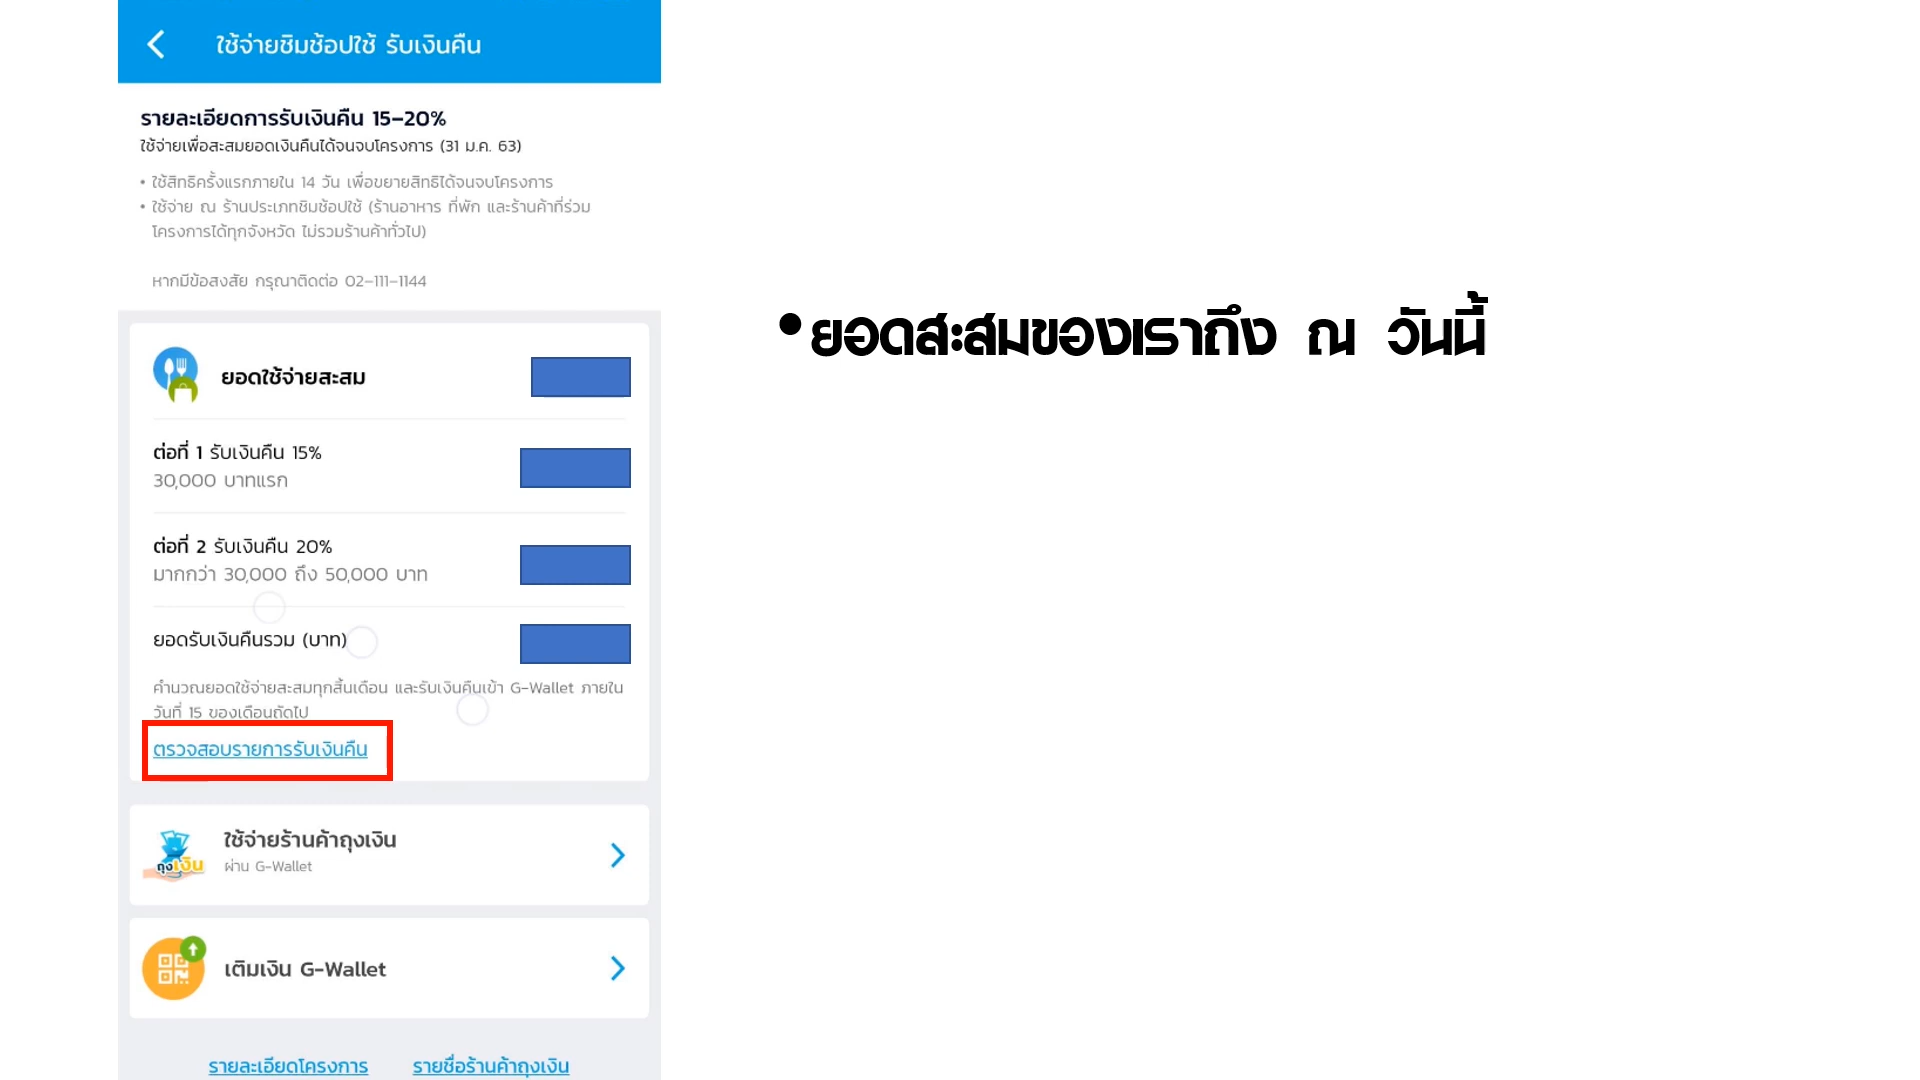 ใช้จ่ายชิมช้อปใช้ รับเงินคืน
รายละเอียดการรับเงินคืน 15–20%
ใช้จ่ายเพื่อสะสมยอดเงินคืนได้จนจบโครงการ (31 ม.ค. 63)
• ใช้สิทธิครั้งแรกภายใน 14 วัน เพื่อขยายสิทธิได้จนจบโครงการ
• ใช้จ่าย ณ ร้านประเภทชิมช้อปใช้ (ร้านอาหาร ที่พัก และร้านค้าที่ร่วม
โครงการได้ทุกจังหวัด ไม่รวมร้านค้าทั่วไป)
หากมีข้อสงสัย กรุณาติดต่อ 02–111–1144
ยอดใช้จ่ายสะสม
ต่อที่ 1 รับเงินคืน 15%
30,000 บาทแรก
ต่อที่ 2 รับเงินคืน 20%
มากกว่า 30,000 ถึง 50,000 บาท
ยอดรับเงินคืนรวม (บาท)
คำนวณยอดใช้จ่ายสะสมทุกสิ้นเดือน และรับเงินคืนเข้า G–Wallet ภายใน
วันที่ 15 ของเดือนถัดไป
ตรวจสอบรายการรับเงินคืน
ถุงเงิน
ใช้จ่ายร้านค้าถุงเงิน
ผ่าน G–Wallet
เติมเงิน G–Wallet
รายละเอียดโครงการ รายชื่อร้านค้าถุงเงิน
• ยอดสะสมของเราถึง ณ วันนี้